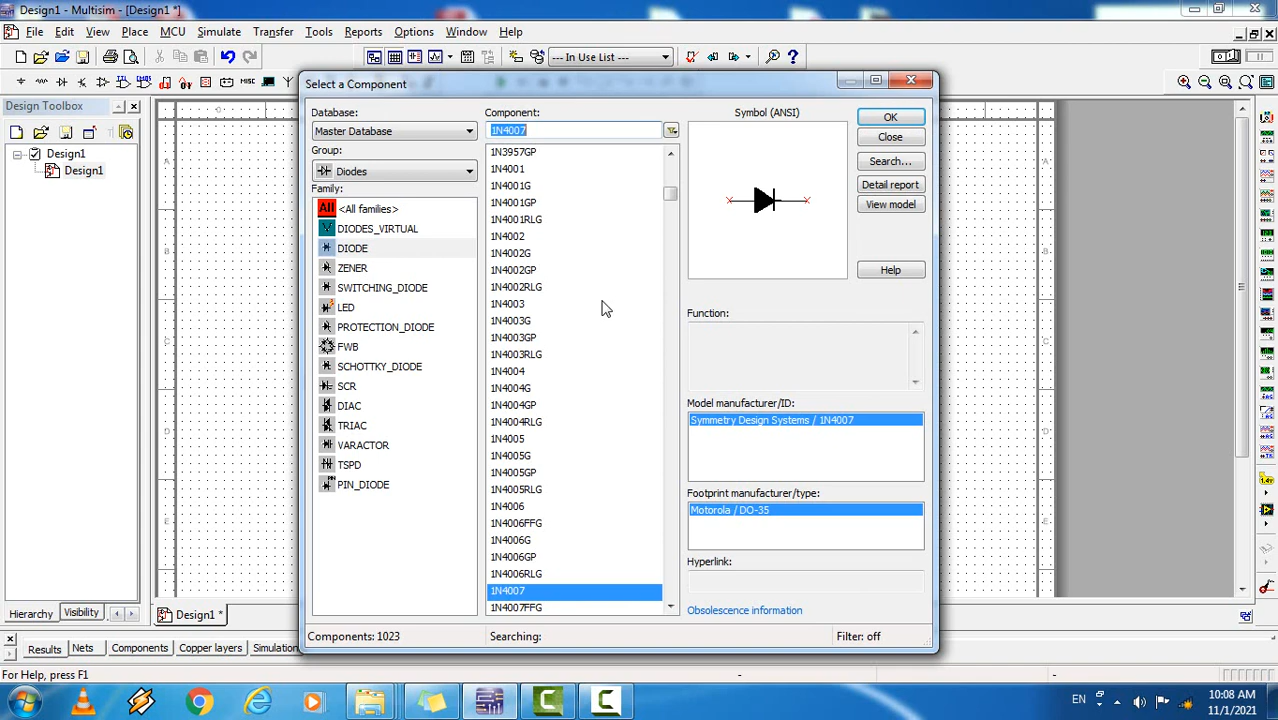 Design1 - Multisim - [Design1 *]
File Edit View Place MCU Simulate Transfer Tools Reports Options Window Help
--- In Use List ---
MISC
Design Toolbox
Design1
Design1
Hierarchy
Visibility
Design1 *
Select a Component
Database:
Master Database
Group:
Diodes
Family:
All <All families>
DIODES_VIRTUAL
DIODE
ZENER
SWITCHING_DIODE
LED
PROTECTION_DIODE
FWB
SCHOTTKY_DIODE
SCR
DIAC
TRIAC
VARACTOR
TSPD
PIN_DIODE
Component:
1N4007
1N3957GP
1N4001
1N4001G
1N4001GP
1N4001RLG
1N4002
1N4002G
1N4002GP
1N4002RLG
1N4003
1N4003G
1N4003GP
1N4003RLG
1N4004
1N4004G
1N4004GP
1N4004RLG
1N4005
1N4005G
1N4005GP
1N4005RLG
1N4006
1N4006FFG
1N4006G
1N4006GP
1N4006RLG
1N4007
1N4007FFG
Symbol (ANSI)
OK
Close
Search...
Detail report
View model
Help
Function:
Model manufacturer/ID:
Symmetry Design Systems / 1N4007
Footprint manufacturer/type:
Motorola / DO-35
Hyperlink:
Obsolescence information
Components: 1023
Searching:
Filter: off
A
B
C
E
A
B
C
E
1.4v
Results Nets Components Copper layers Simulation
For Help, press F1
-
-
EN
10:08 AM
11/1/2021